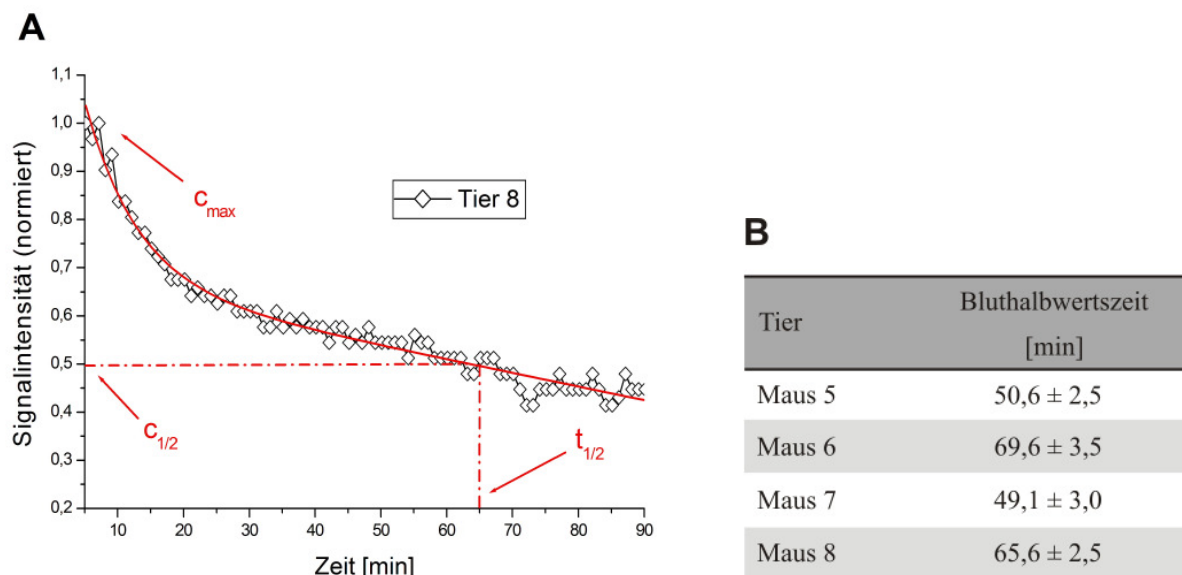 A
1,1
1,0
0,9
0,8
0,7
0,6
0,5
0,4
0,3
0,2
Signalintensität (normiert)
c max
Tier 8
c 1/2
t 1/2
10 20 30 40 50 60 70 80 90
Zeit [min]
B
Tier Bluthalbwertszeit
[min]
Maus 5 50,6 ± 2,5
Maus 6 69,6 ± 3,5
Maus 7 49,1 ± 3,0
Maus 8 65,6 ± 2,5